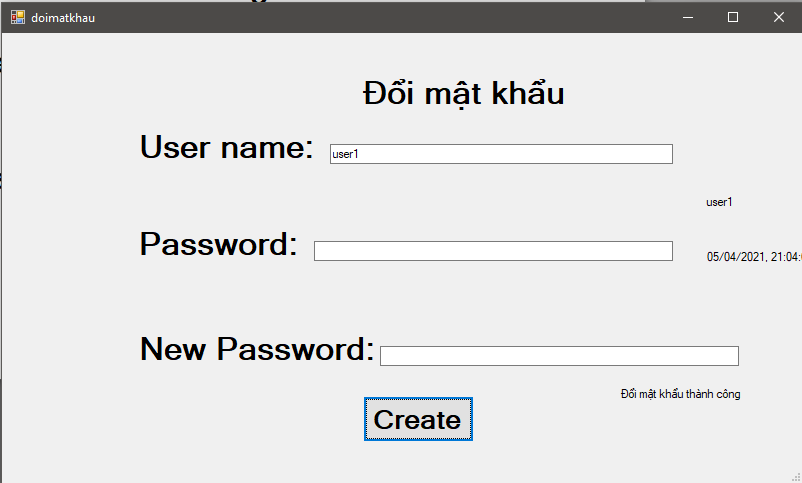 doimatkhau
Đổi mật khẩu
User name: user1
user1
Password:
05/04/2021, 21:04:
New Password:
Đổi mật khẩu thành công
Create